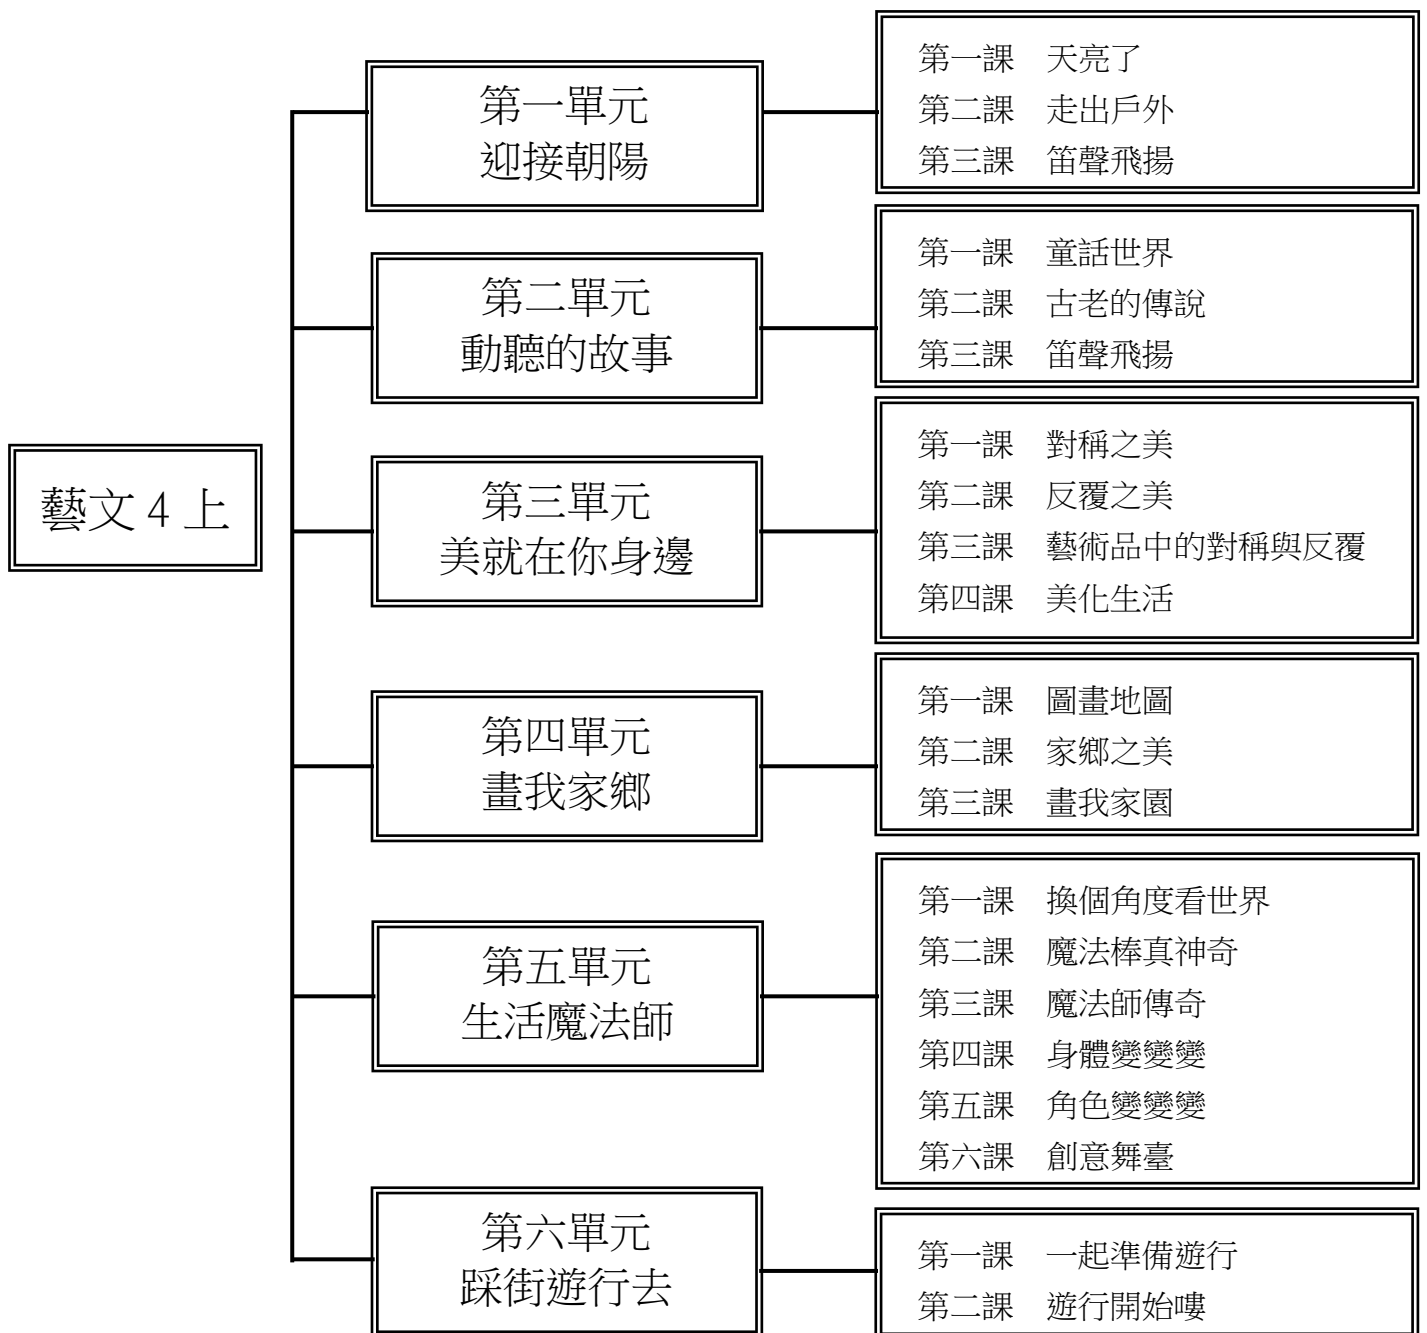 藝文 4 上
第一單元
迎接朝陽
第一課　天亮了
第二課　走出戶外
第三課　笛聲飛揚
第二單元
動聽的故事
第一課　童話世界
第二課　古老的傳說
第三課　笛聲飛揚
第三單元
美就在你身邊
第一課　對稱之美
第二課　反覆之美
第三課　藝術品中的對稱與反覆
第四課　美化生活
第四單元
畫我家鄉
第一課　圖畫地圖
第二課　家鄉之美
第三課　畫我家園
第五單元
生活魔法師
第一課　換個角度看世界
第二課　魔法棒真神奇
第三課　魔法師傳奇
第四課　身體變變變
第五課　角色變變變
第六課　創意舞臺
第六單元
踩街遊行去
第一課　一起準備遊行
第二課　遊行開始嘍